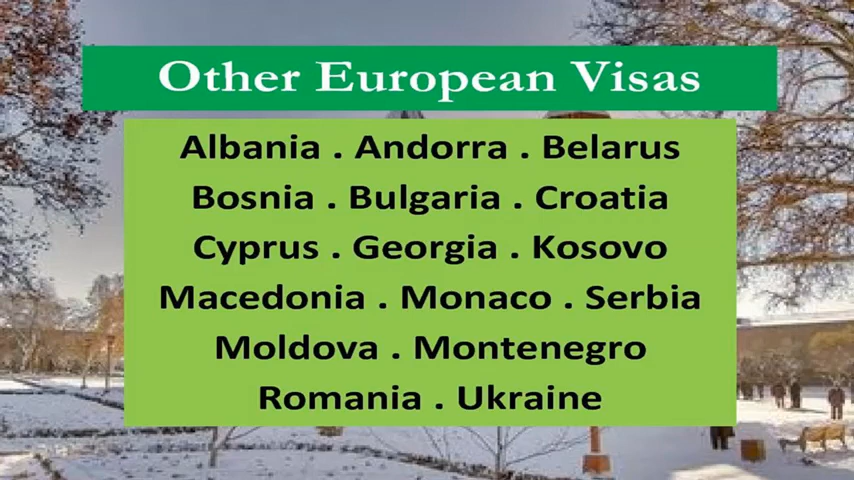 Other European Visas
Albania . Andorra . Belarus
Bosnia . Bulgaria . Croatia
Cyprus . Georgia . Kosovo
Macedonia . Monaco . Serbia
Moldova . Montenegro
Romania . Ukraine